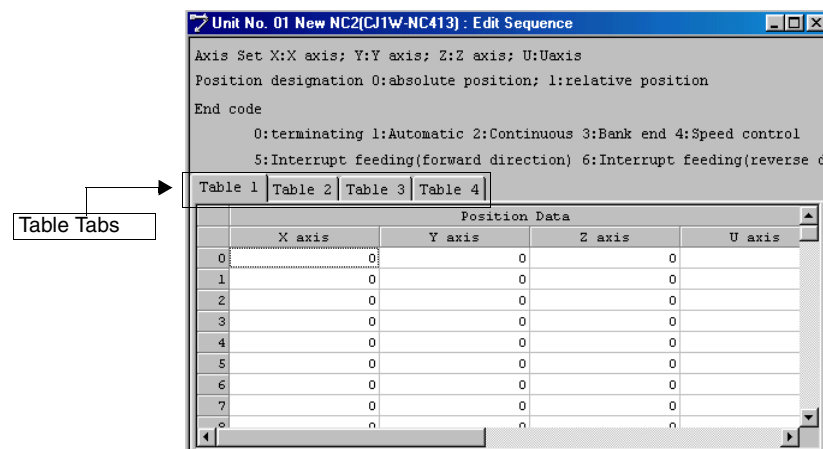 Unit No. 01 New NC2(CJ1W-NC413) : Edit Sequence
Axis Set X:X axis; Y:Y axis; Z:Z axis; U:Uaxis
Position designation 0:absolute position; 1:relative position
End code
0:terminating 1:Automatic 2:Continuous 3:Bank end 4:Speed control
5:Interrupt feeding(forward direction) 6:Interrupt feeding(reverse d
Table 1 Table 2 Table 3 Table 4
Table Tabs
Position Data
X axis Y axis Z axis U axis
0 0 0 0
1 0 0 0
2 0 0 0
3 0 0 0
4 0 0 0
5 0 0 0
6 0 0 0
7 0 0 0
8 0 0 0